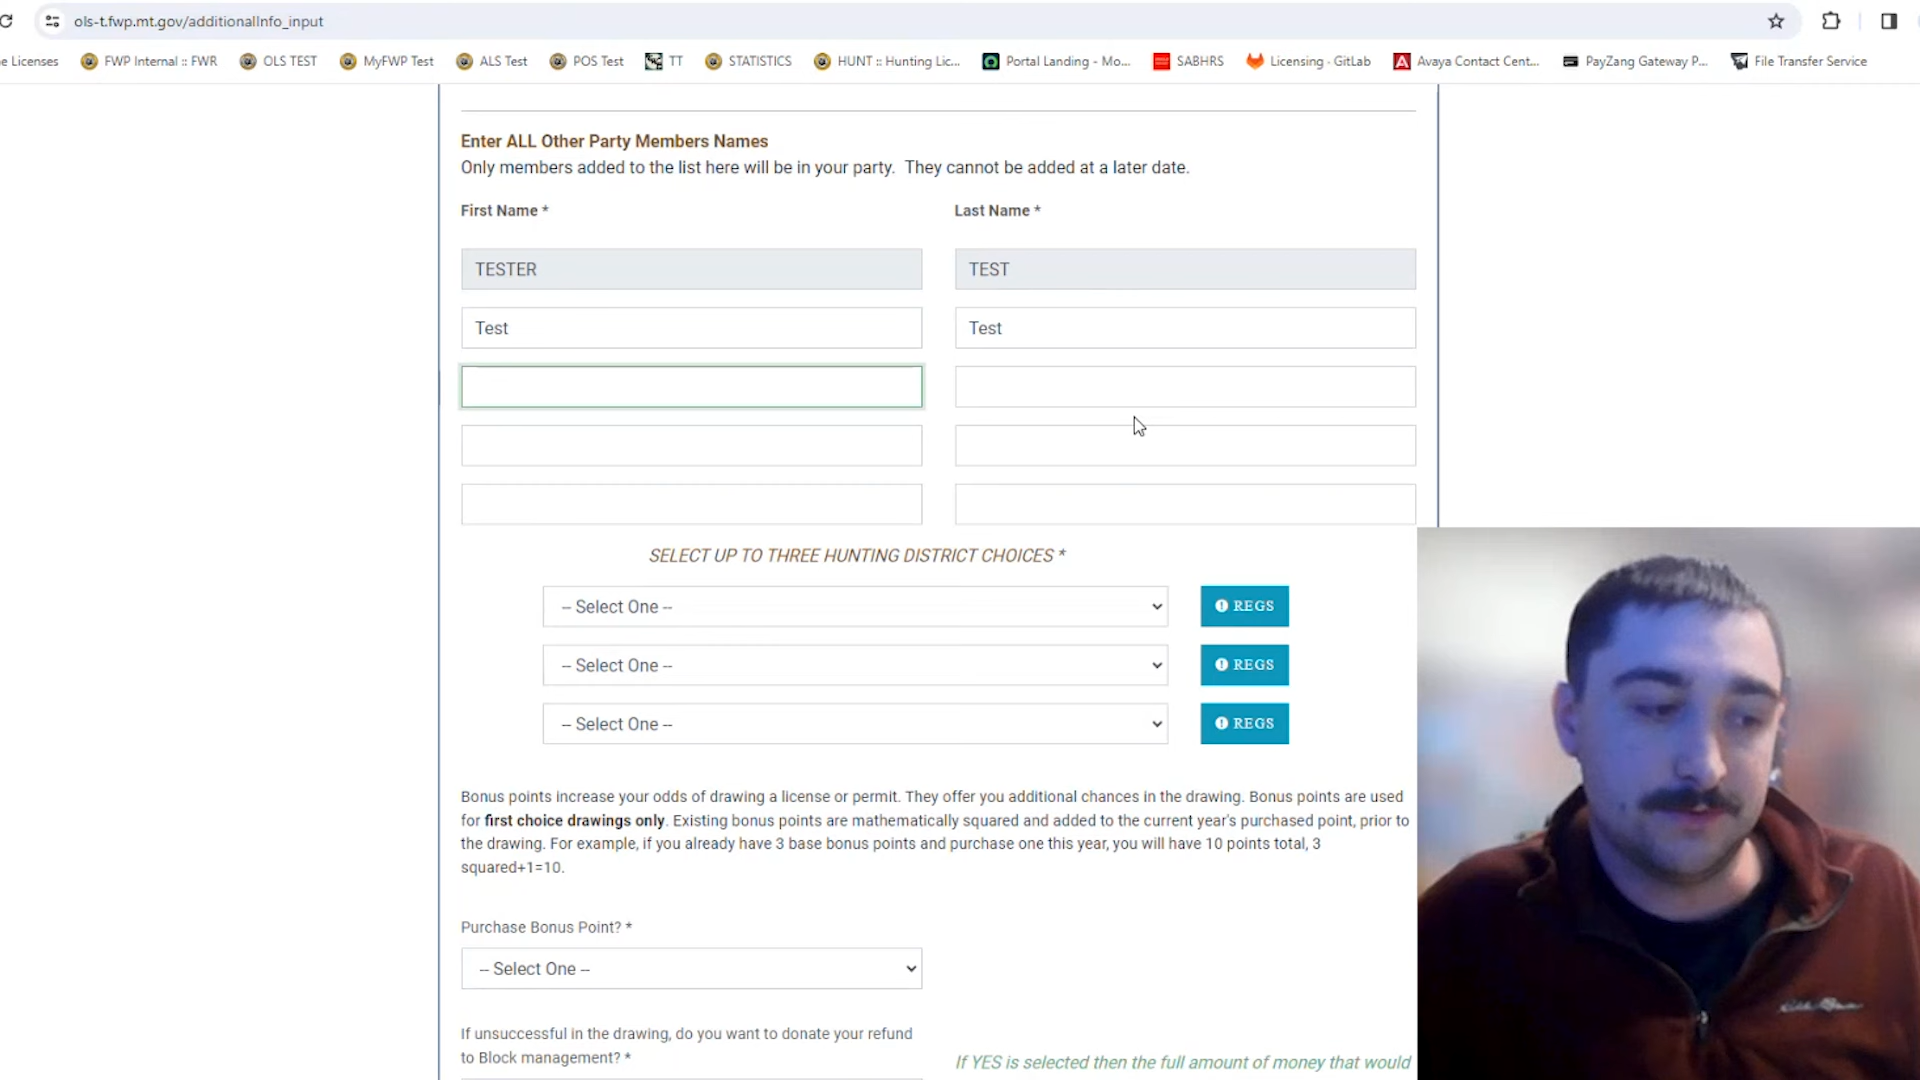 ols-t.fwp.mt.gov/additionalInfo_input
e Licenses FWP Internal :: FWP OLS TEST MyFWP Test ALS Test POS Test TT STATISTICS HUNT :: Hunting Lic... Portal Landing - Mo... SABHRS Licensing · GitLab Avaya Contact Cent... PayZang Gateway P... File Transfer Service
Enter ALL Other Party Members Names
Only members added to the list here will be in your party. They cannot be added at a later date.
First Name * Last Name *
TESTER TEST
Test Test
SELECT UP TO THREE HUNTING DISTRICT CHOICES *
-- Select One -- REGS
-- Select One -- REGS
-- Select One -- REGS
Bonus points increase your odds of drawing a license or permit. They offer you additional chances in the drawing. Bonus points are used
for first choice drawings only. Existing bonus points are mathematically squared and added to the current year's purchased point, prior to
the drawing. For example, if you already have 3 base bonus points and purchase one this year, you will have 10 points total, 3
squared+1=10.
Purchase Bonus Point? *
-- Select One --
If unsuccessful in the drawing, do you want to donate your refund
to Block management? *
If YES is selected then the full amount of money that would